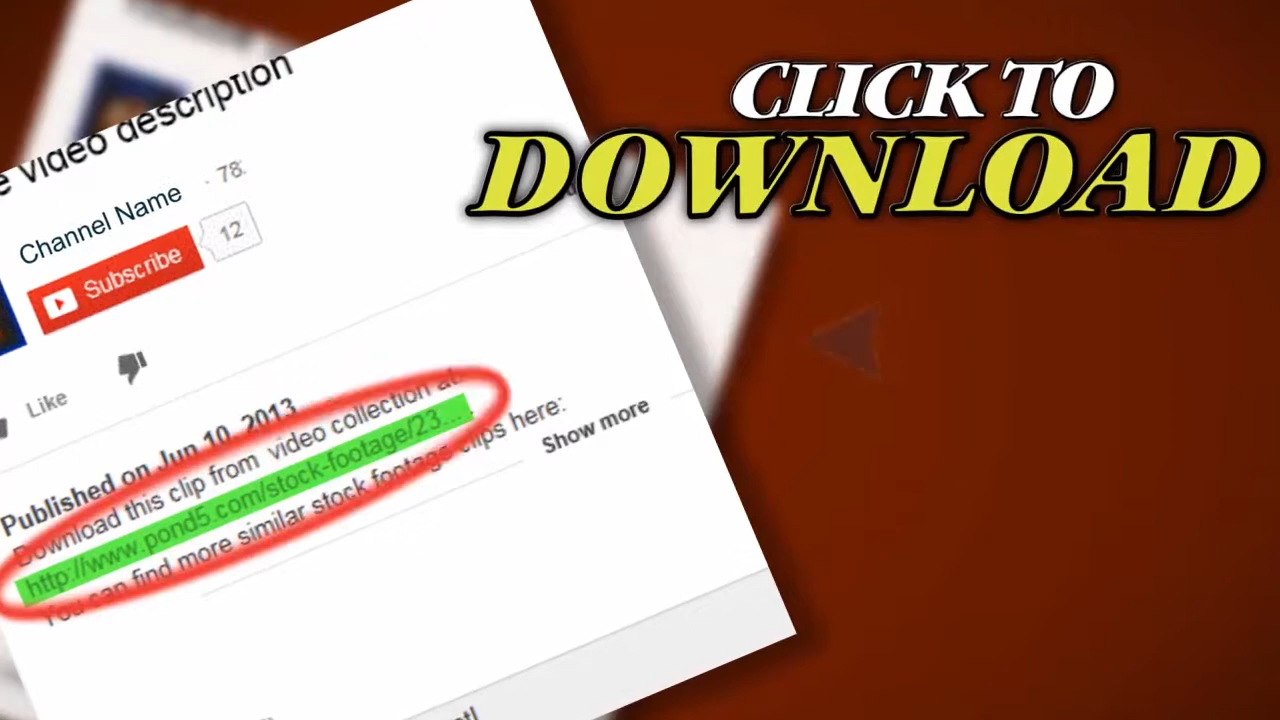 CLICK TO
DOWNLOAD
video description
Channel Name
Subscribe
12
Like
Published on Jun 10, 2013
Download this clip from video collection at:
http://www.pond5.com/stock-footage/23...
You can find more similar stock footage clips here:
Show more